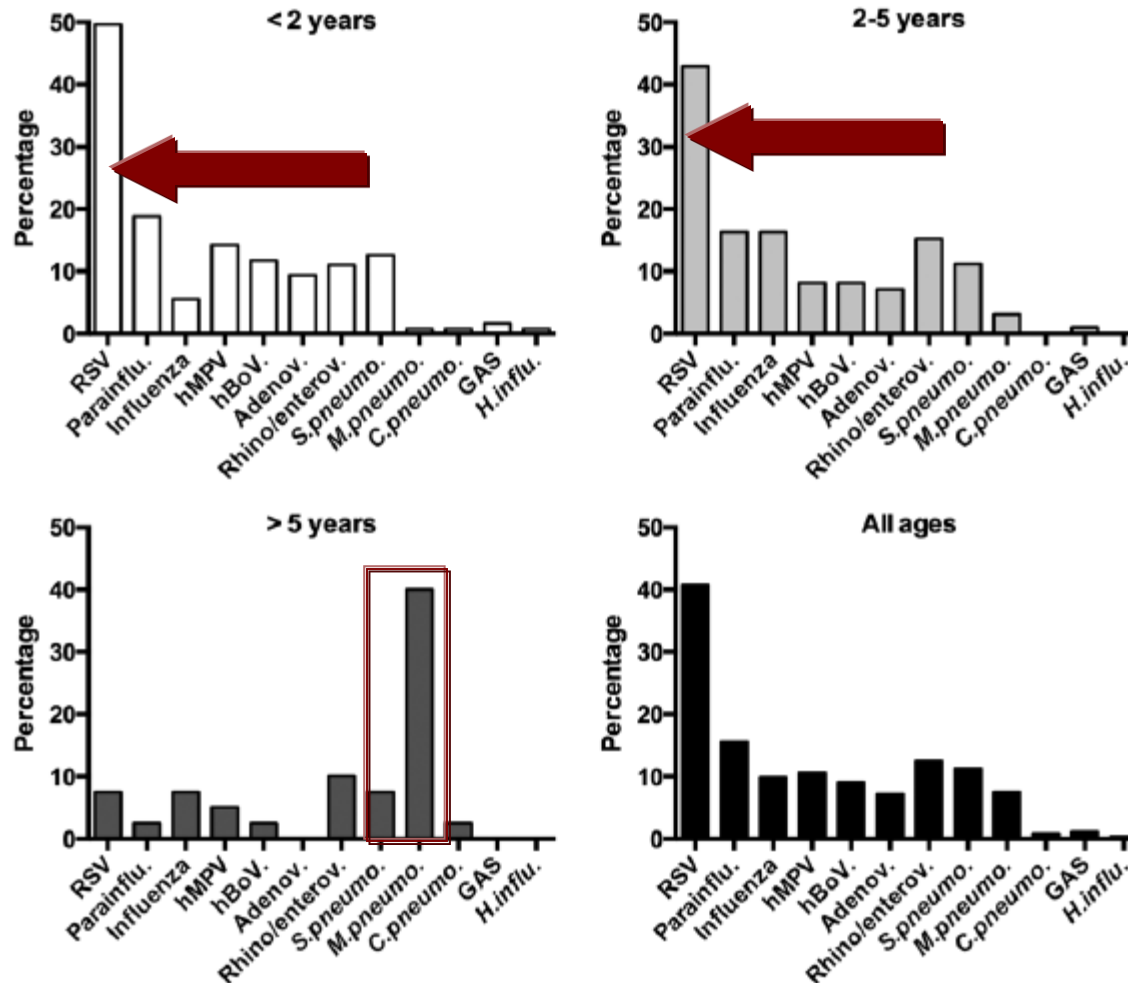 < 2 years
Percentage
50
40
30
20
10
0
RSV
Parainflu.
Influenza
hMPV
hBoV.
Adenov.
Rhino/enterov.
S.pneumo.
M.pneumo.
C.pneumo.
GAS
H.influ.
2-5 years
Percentage
50
40
30
20
10
0
RSV
Parainflu.
Influenza
hMPV
hBoV.
Adenov.
Rhino/enterov.
S.pneumo.
M.pneumo.
C.pneumo.
GAS
H.influ.
> 5 years
Percentage
50
40
30
20
10
0
RSV
Parainflu.
Influenza
hMPV
hBoV.
Adenov.
Rhino/enterov.
S.pneumo.
M.pneumo.
C.pneumo.
GAS
H.influ.
All ages
Percentage
50
40
30
20
10
0
RSV
Parainflu.
Influenza
hMPV
hBoV.
Adenov.
Rhino/enterov.
S.pneumo.
M.pneumo.
C.pneumo.
GAS
H.influ.